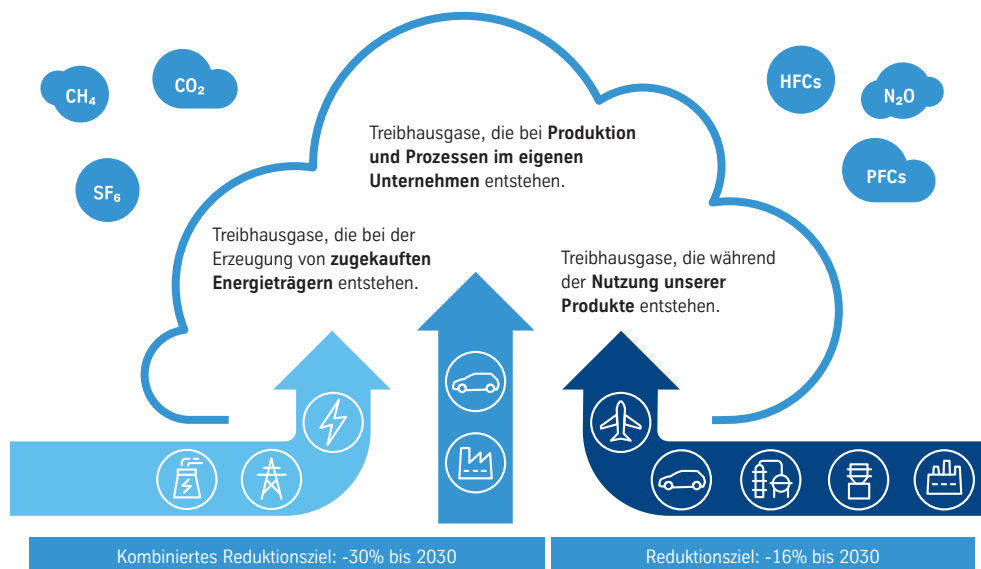 CH₄
CO₂
SF₆
HFCs
N₂O
PFCs
Treibhausgase, die bei Produktion
und Prozessen im eigenen
Unternehmen entstehen.
Treibhausgase, die bei der
Erzeugung von zugekauften
Energieträgern entstehen.
Treibhausgase, die während
der Nutzung unserer
Produkte entstehen.
Kombiniertes Reduktionsziel: -30% bis 2030
Reduktionsziel: -16% bis 2030